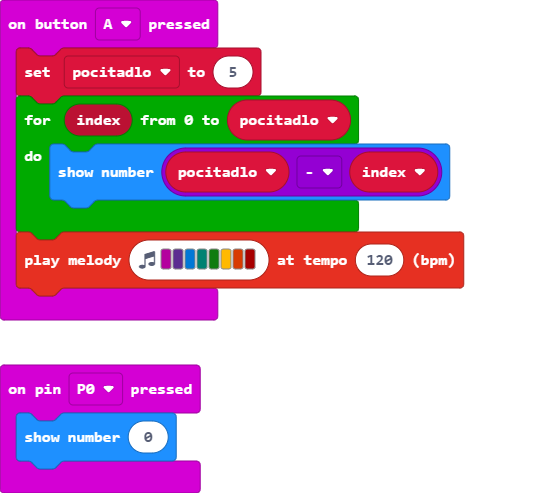 on button A pressed
set pocitadlo to 5
for index from 0 to pocitadlo
do
show number pocitadlo - index
play melody at tempo 120 (bpm)
on pin P0 pressed
show number 0